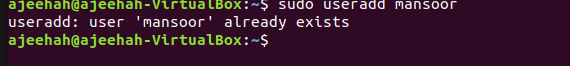 ajeehah@ajeehah-VirtualBox:~$ sudo useradd mansoor
useradd: user 'mansoor' already exists
ajeehah@ajeehah-VirtualBox:~$